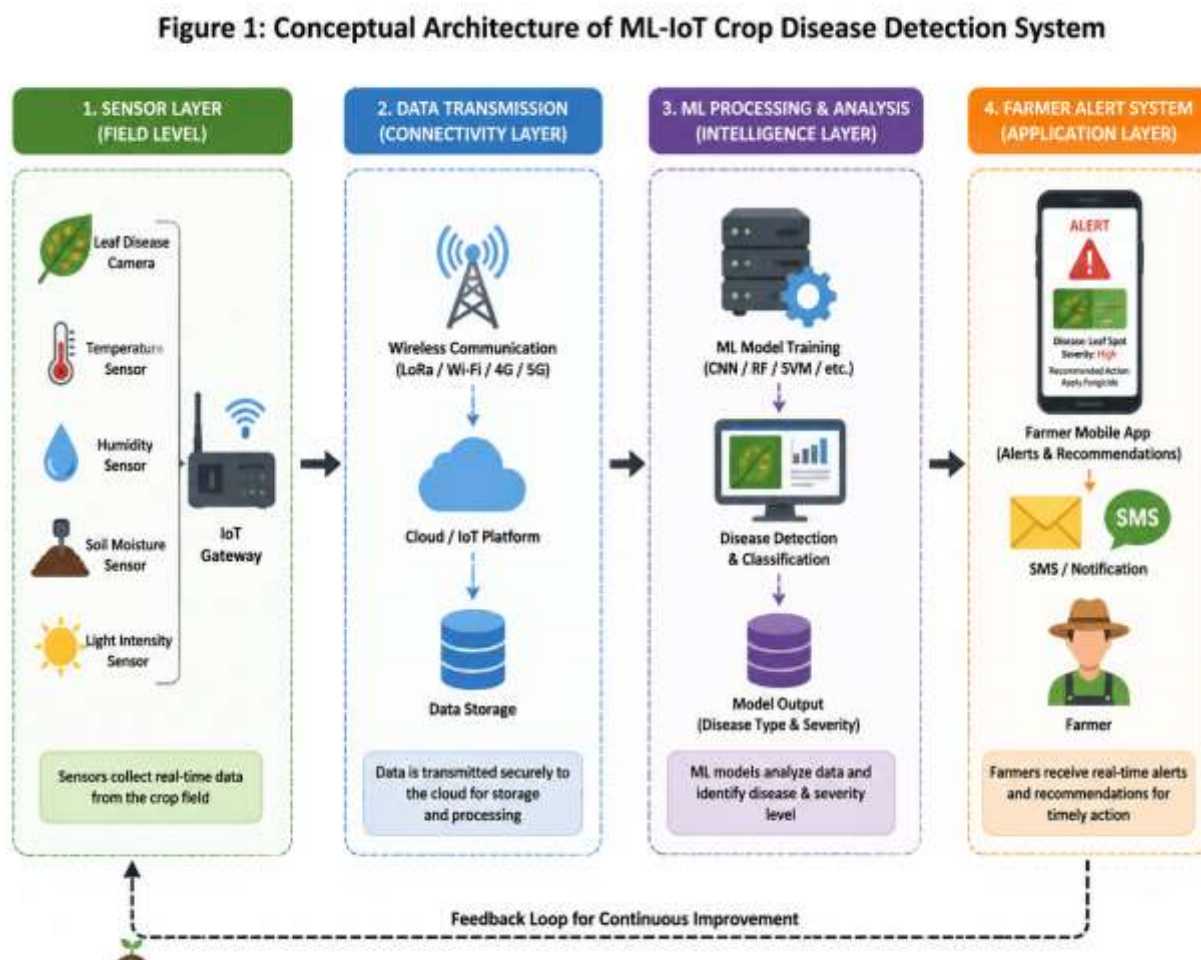 Figure 1: Conceptual Architecture of ML-IoT Crop Disease Detection System
1. SENSOR LAYER
(FIELD LEVEL)
Leaf Disease
Camera
Temperature
Sensor
Humidity
Sensor
Soil Moisture
Sensor
Light Intensity
Sensor
IoT
Gateway
Sensors collect real-time data
from the crop field
2. DATA TRANSMISSION
(CONNECTIVITY LAYER)
Wireless Communication
(LoRa / Wi-Fi / 4G / 5G)
Cloud / IoT Platform
Data Storage
Data is transmitted securely to
the cloud for storage
and processing
3. ML PROCESSING & ANALYSIS
(INTELLIGENCE LAYER)
ML Model Training
(CNN / RF / SVM / etc.)
Disease Detection
& Classification
Model Output
(Disease Type & Severity)
ML models analyze data and
identify disease & severity
level
4. FARMER ALERT SYSTEM
(APPLICATION LAYER)
ALERT
Disease: Leaf Spot
Severity: High
Recommended Action
Apply Fungicide
Farmer Mobile App
(Alerts & Recommendations)
SMS
SMS / Notification
Farmer
Farmers receive real-time alerts
and recommendations for
timely action
Feedback Loop for Continuous Improvement